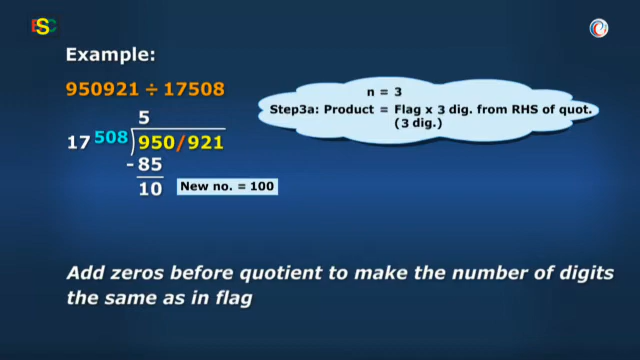 ESC
Example:
950921 ÷ 17508
n = 3
Step3a: Product = Flag x 3 dig. from RHS of quot.
(3 dig.)
5
17 508)950/921
-85
10
New no. = 100
Add zeros before quotient to make the number of digits
the same as in flag